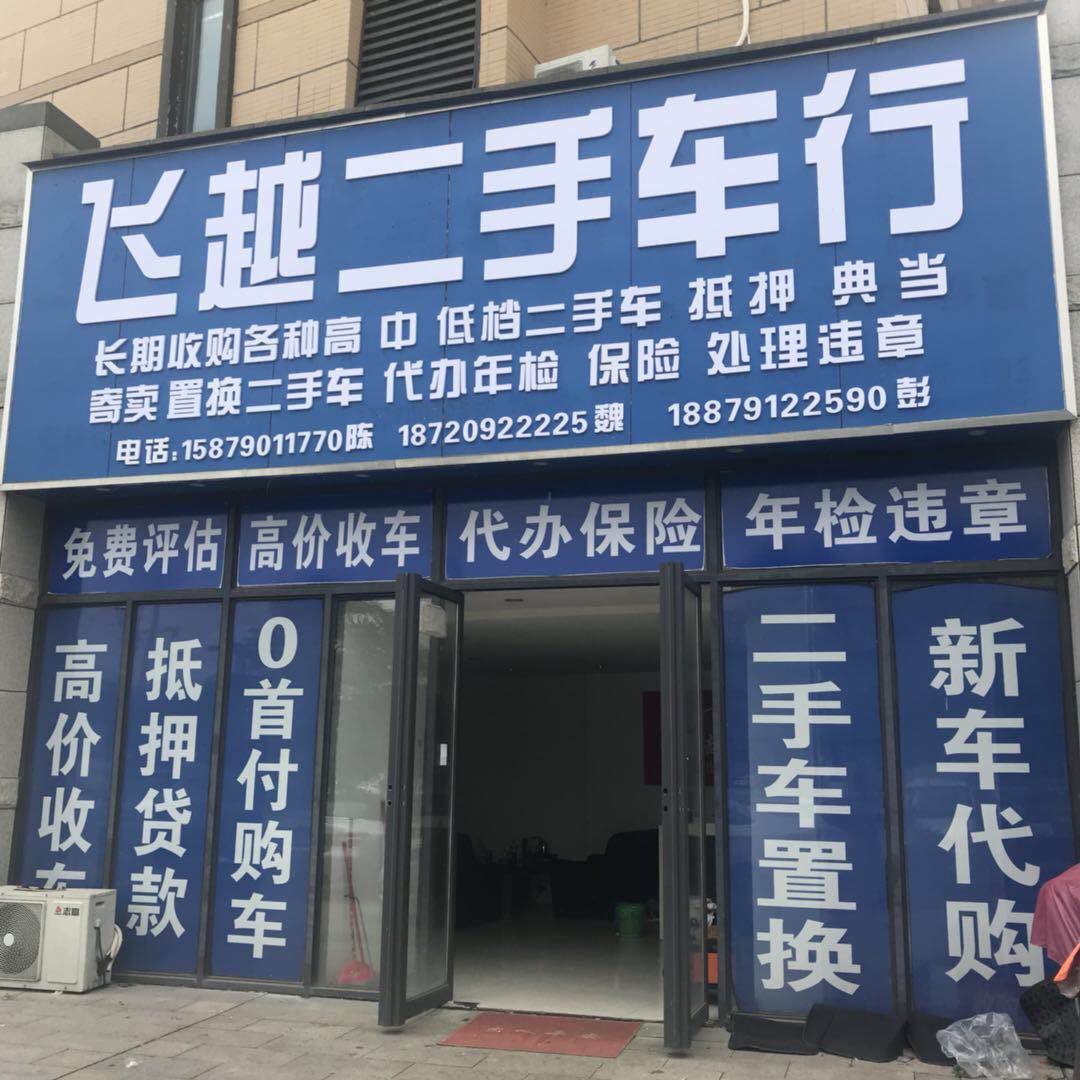 飞越二手车行
长期收购各种高 中 低档二手车 抵押 典当
寄卖 置换二手车 代办年检 保险 处理违章
电话:15879011770陈 18720922225魏 18879122590彭
免费评估
高价收车
代办保险
年检违章
高价收车
抵押贷款
0首付购车
二手车置换
新车代购
志高